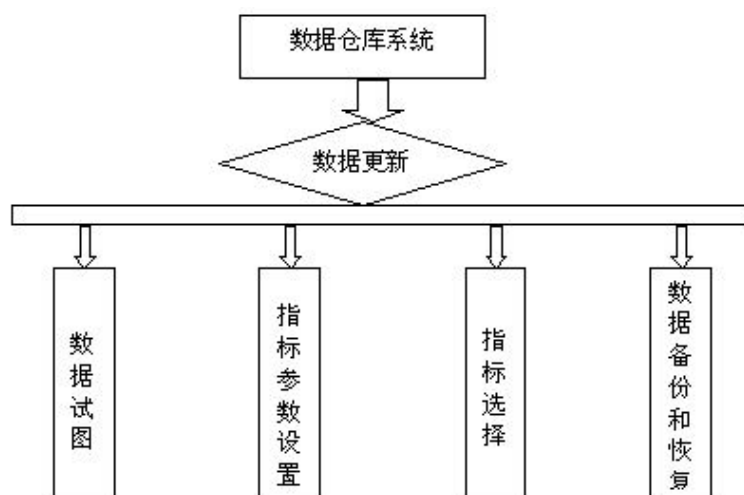 数据仓库系统
数据更新
数据试图
指标参数设置
指标选择
数据备份和恢复